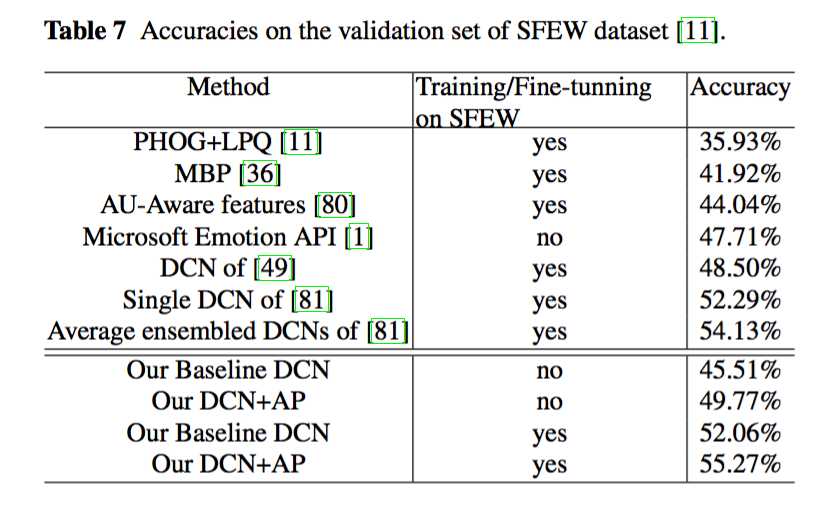 Table 7 Accuracies on the validation set of SFEW dataset [11].
Method Training/Fine-tunning on SFEW Accuracy
PHOG+LPQ [11] yes 35.93%
MBP [36] yes 41.92%
AU-Aware features [80] yes 44.04%
Microsoft Emotion API [1] no 47.71%
DCN of [49] yes 48.50%
Single DCN of [81] yes 52.29%
Average ensembled DCNs of [81] yes 54.13%
Our Baseline DCN no 45.51%
Our DCN+AP no 49.77%
Our Baseline DCN yes 52.06%
Our DCN+AP yes 55.27%